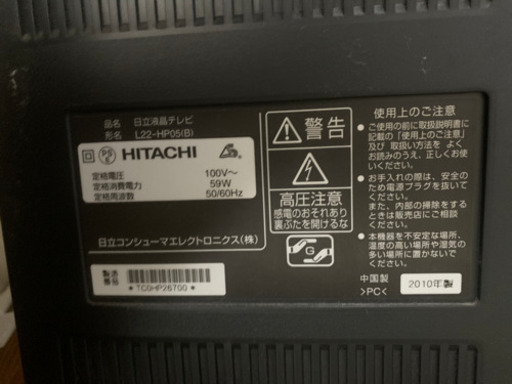 品名 日立液晶テレビ
形名 L22-HP05(B)
HITACHI
定格電圧 100V～
定格消費電力 59W
定格周波数 50/60Hz
日立コンシューマエレクトロニクス(株)
製造番号
* TC0HP26700 *
警告
高圧注意
感電のおそれあり
裏ぶたを開けるな
G
使用上のご注意
●ご使用の前に取扱説明書に
記の「使用上のご注意」
及び 取扱い方法を よく
お読みのうえ、正しくお使
いください。
●お手入れの際は、安全の
ため電源プラグを抜いて
ください。
また、内部の掃除をする
ときは販売店にご相談
ください。
●本機器を不安定な場所、
温度の高い場所や湿気の
多い場所に置かないで
ください。
中国製
>PC<
2010年製